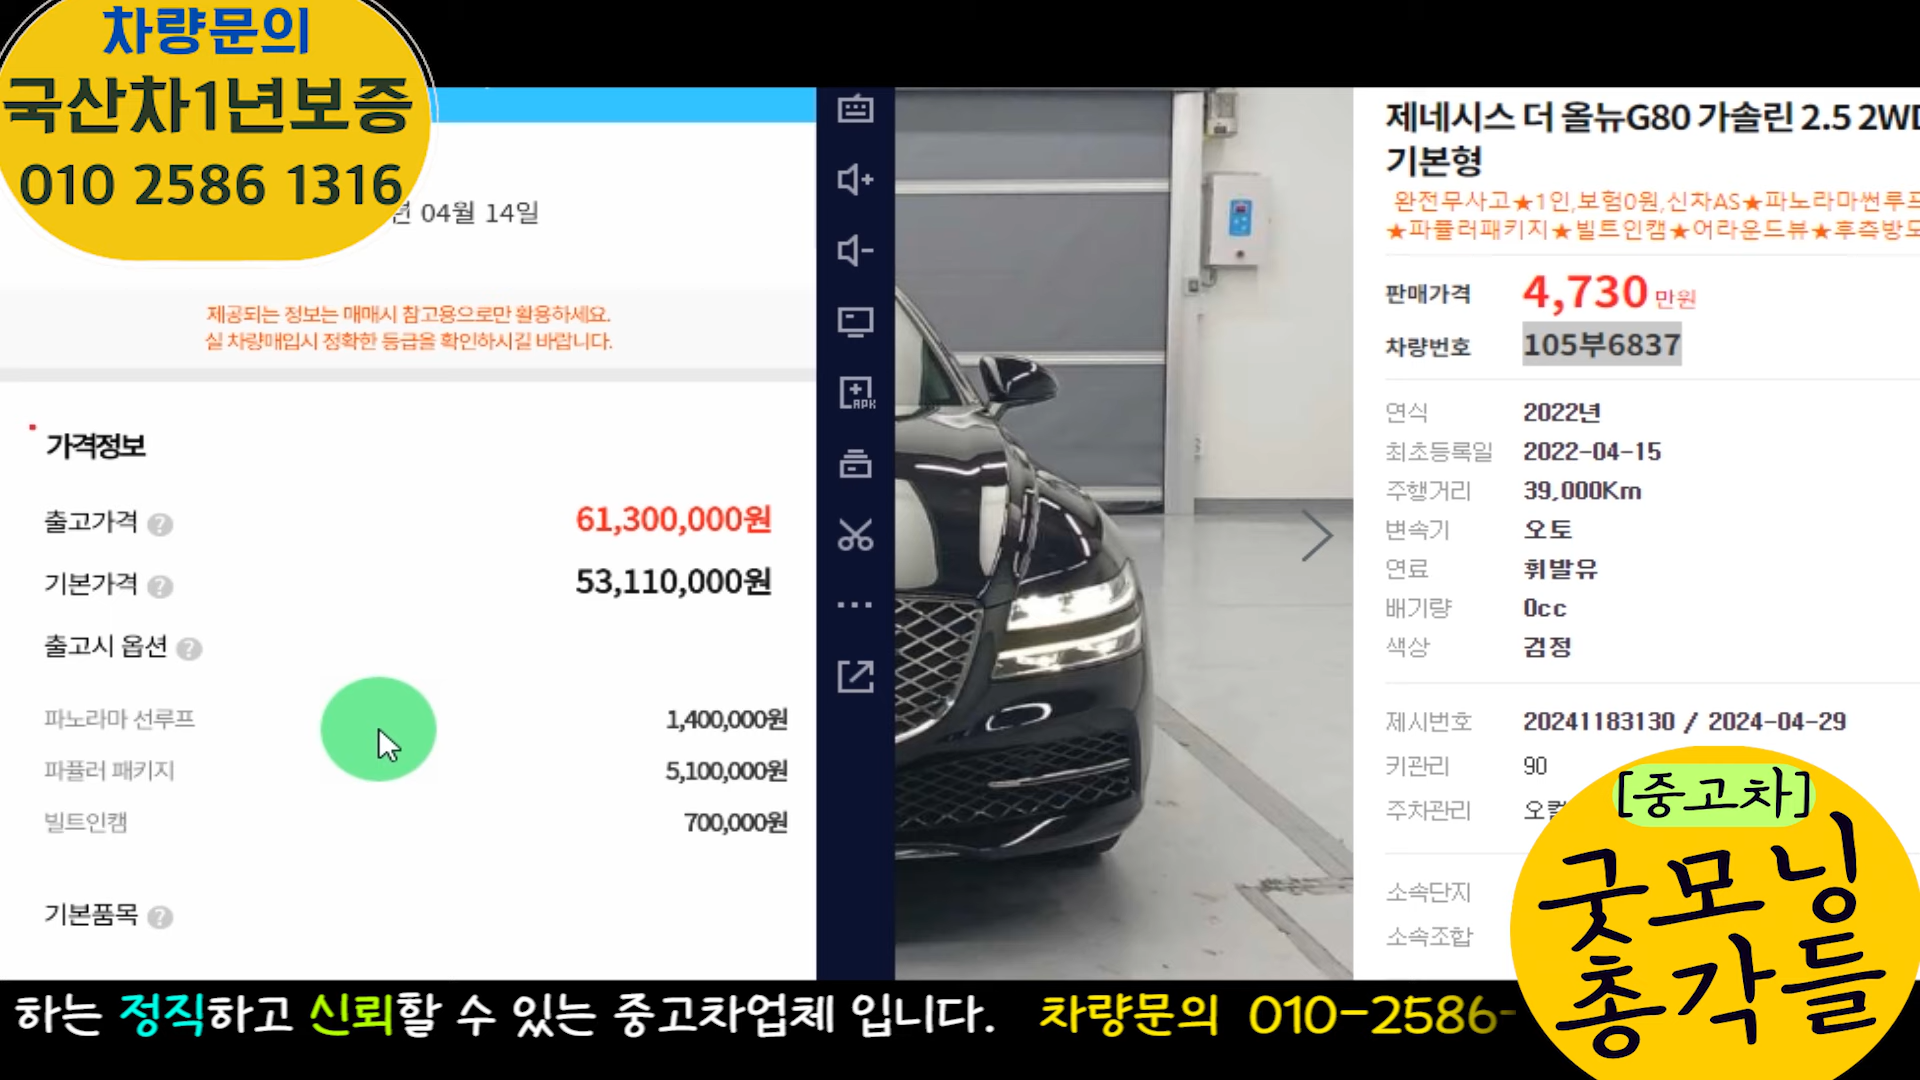 차량문의
국산차1년보증
010 2586 1316
년 04월 14일
제공되는 정보는 매매시 참고용으로만 활용하세요.
실 차량매입시 정확한 등급을 확인하시길 바랍니다.
가격정보
출고가격 ?
61,300,000원
기본가격 ?
53,110,000원
출고시 옵션 ?
파노라마 선루프
1,400,000원
파퓰러 패키지
5,100,000원
빌트인캠
700,000원
기본품목 ?
APK
제네시스 더 올뉴G80 가솔린 2.5 2WD
기본형
완전무사고★1인,보험0원,신차AS★파노라마썬루프
★파퓰러패키지★빌트인캠★어라운드뷰★후측방모
판매가격 4,730 만원
차량번호 105부6837
연식 2022년
최초등록일 2022-04-15
주행거리 39,000Km
변속기 오토
연료 휘발유
배기량 0cc
색상 검정
제시번호 20241183130 / 2024-04-29
키관리 90
주차관리 오
소속단지
소속조합
[중고차]
굿모닝
총각들
하는 정직하고 신뢰할 수 있는 중고차업체 입니다. 차량문의 010-2586-